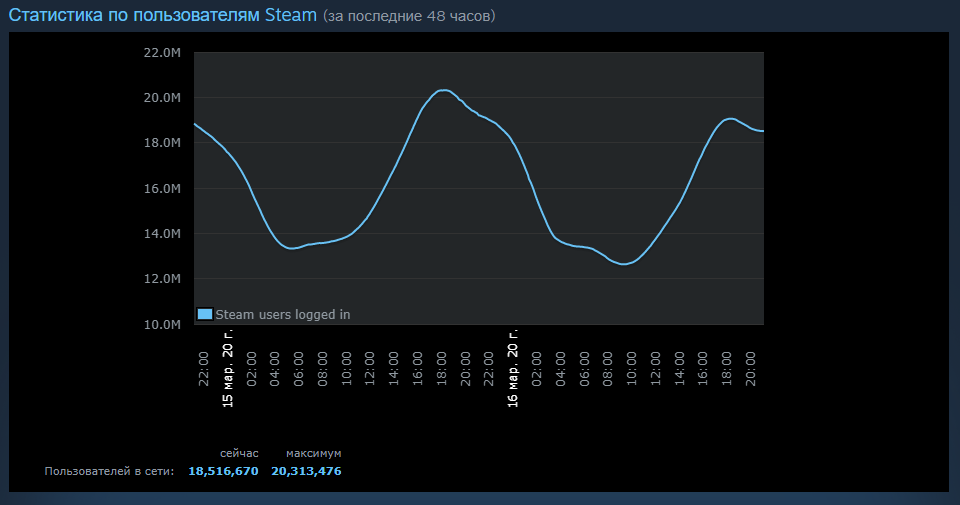 Статистика по пользователям Steam (за последние 48 часов)
22.0M
20.0M
18.0M
16.0M
14.0M
12.0M
10.0M
Steam users logged in
22:00
15 мар. 20 г.
02:00
04:00
06:00
08:00
10:00
12:00
14:00
16:00
18:00
20:00
22:00
16 мар. 20 г.
02:00
04:00
06:00
08:00
10:00
12:00
14:00
16:00
18:00
20:00
сейчас максимум
Пользователей в сети: 18,516,670 20,313,476